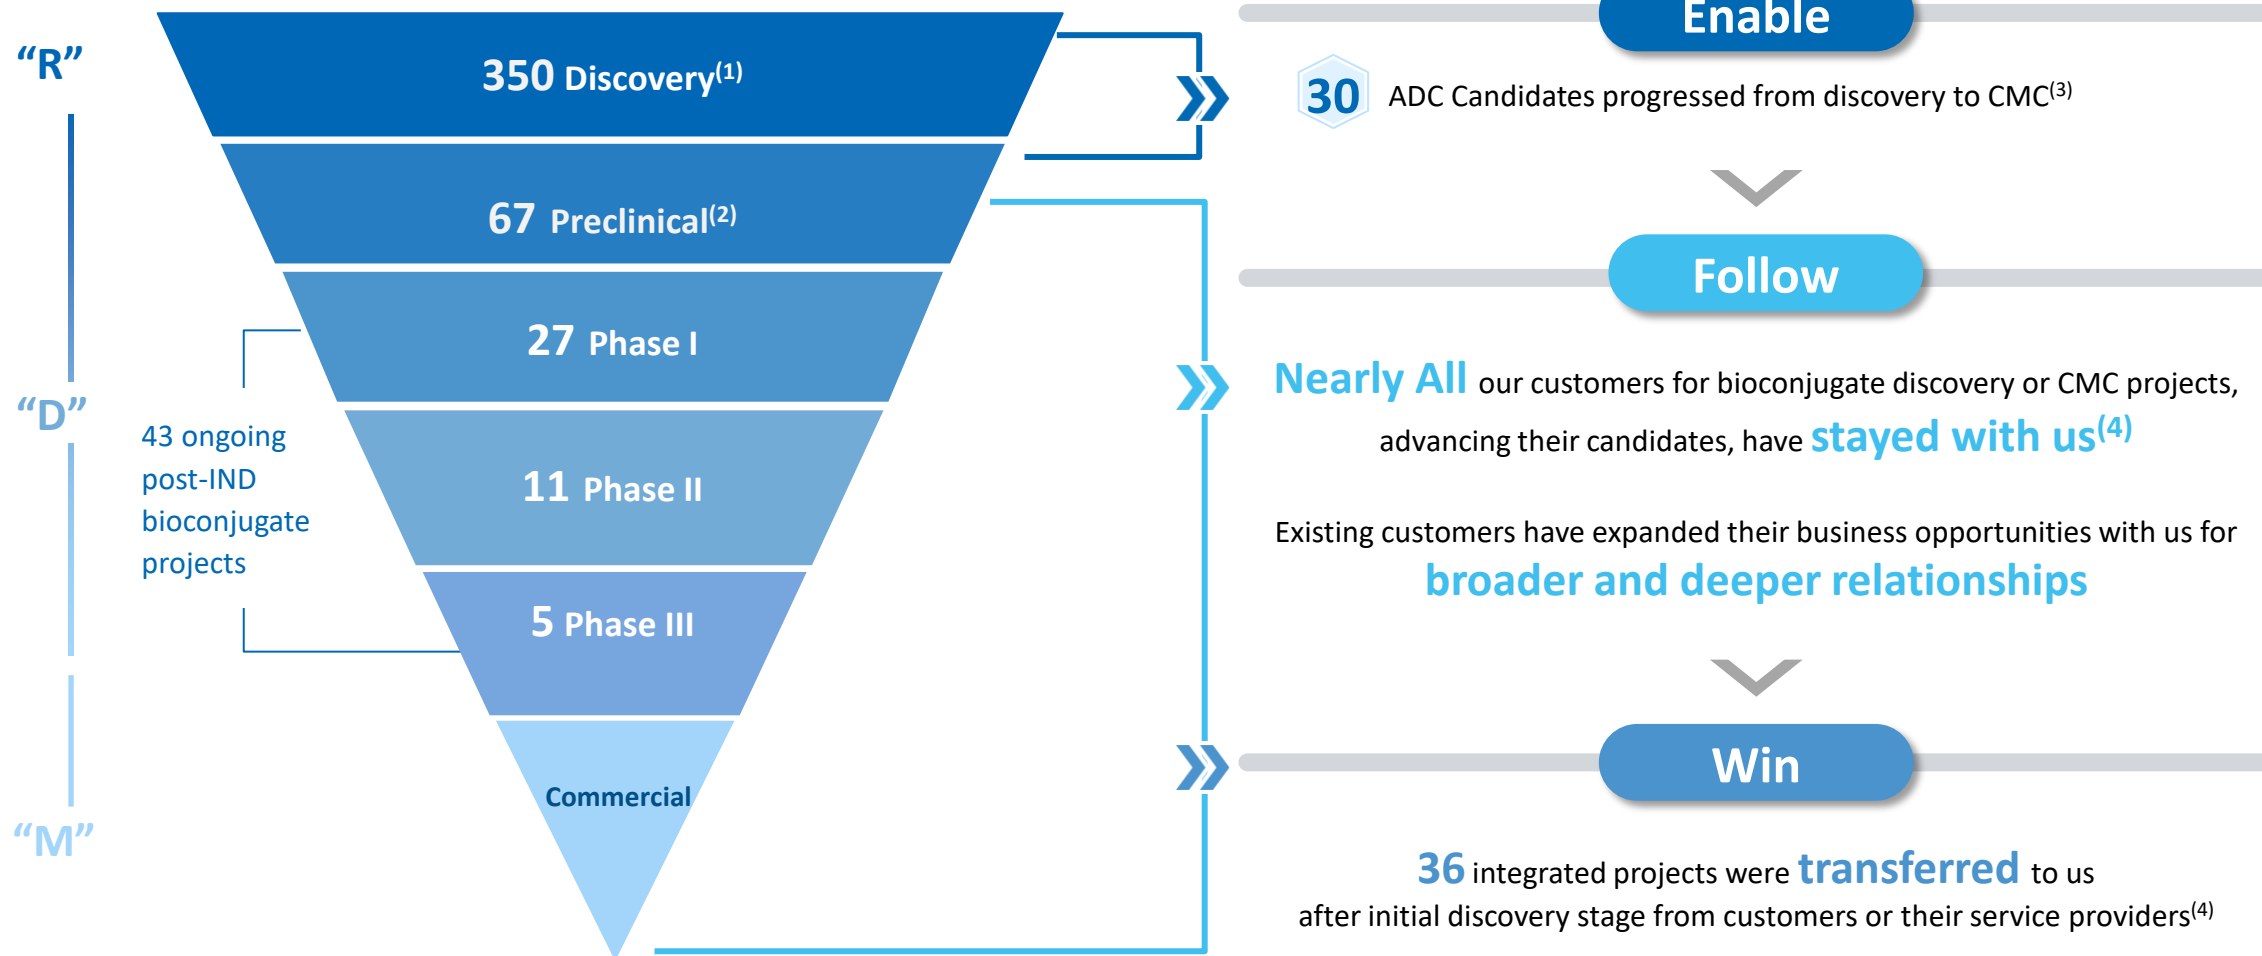 “R”
“D”
“M”
350 Discovery(1)
67 Preclinical(2)
27 Phase I
11 Phase II
5 Phase III
Commercial
43 ongoing
post-IND
bioconjugate
projects
Enable
30 ADC Candidates progressed from discovery to CMC(3)
Follow
Nearly All our customers for bioconjugate discovery or CMC projects,
advancing their candidates, have stayed with us(4)
Existing customers have expanded their business opportunities with us for
broader and deeper relationships
Win
36 integrated projects were transferred to us
after initial discovery stage from customers or their service providers(4)